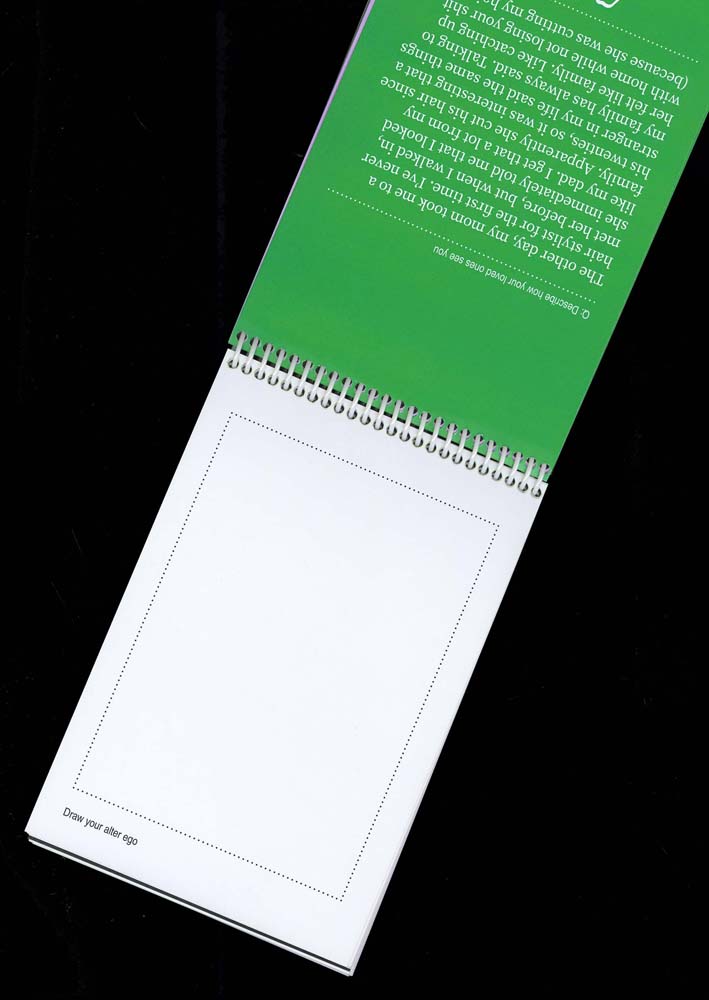 Q: Describe how your loved ones see you
The other day, my mom took me to a
hair stylist for the first time. I've never
met her before, but when I walked in,
she immediately told me that I looked
like my dad. I get that a lot from my
family. Apparently she cut his hair since
his twenties, so it was interesting that a
stranger in my life said the same things
my family has always said. Talking to
her felt like family. Like catching up
with home while not losing your shit
(because she was cutting my
Draw your alter ego